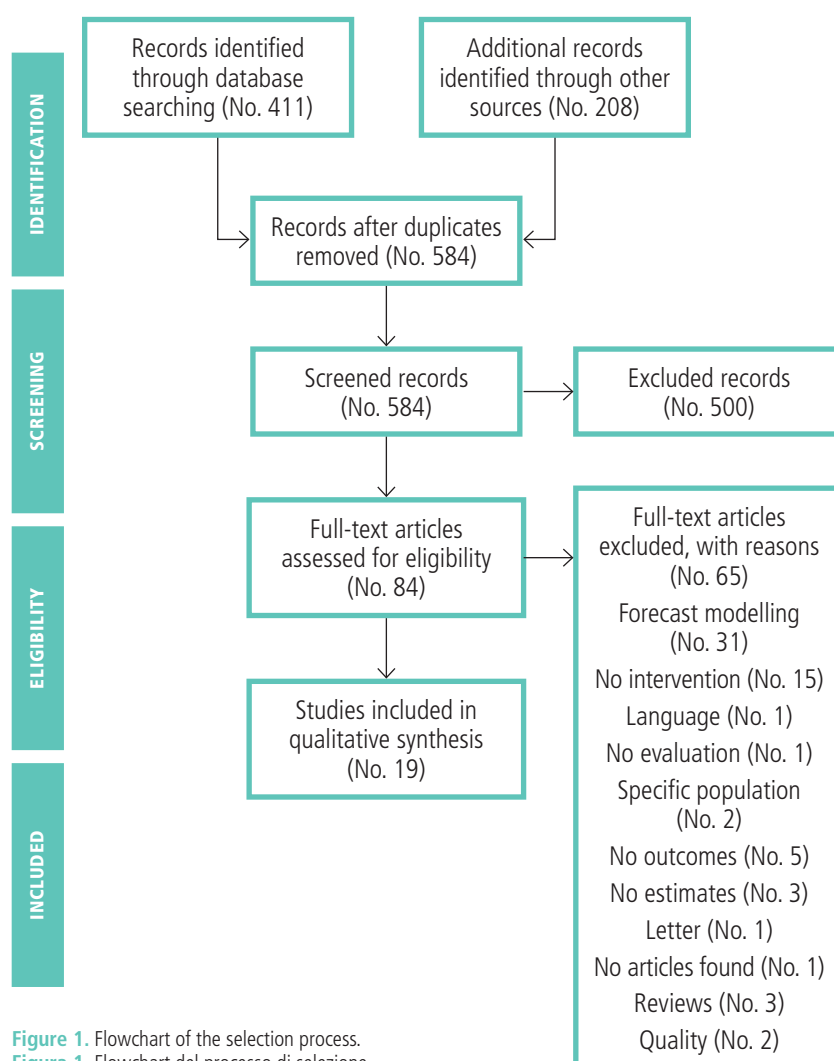 Records identified
through database
searching (No. 411)
Additional records
identified through other
sources (No. 208)
IDENTIFICATION
Records after duplicates
removed (No. 584)
SCREENING
Screened records
(No. 584)
Excluded records
(No. 500)
ELIGIBILITY
Full-text articles
assessed for eligibility
(No. 84)
Full-text articles
excluded, with reasons
(No. 65)
Forecast modelling
(No. 31)
No intervention (No. 15)
Language (No. 1)
No evaluation (No. 1)
Specific population
(No. 2)
No outcomes (No. 5)
No estimates (No. 3)
Letter (No. 1)
No articles found (No. 1)
Reviews (No. 3)
Quality (No. 2)
Studies included in
qualitative synthesis
(No. 19)
INCLUDED
Figure 1. Flowchart of the selection process.
Figure 1. Flowchart del processo di selezione